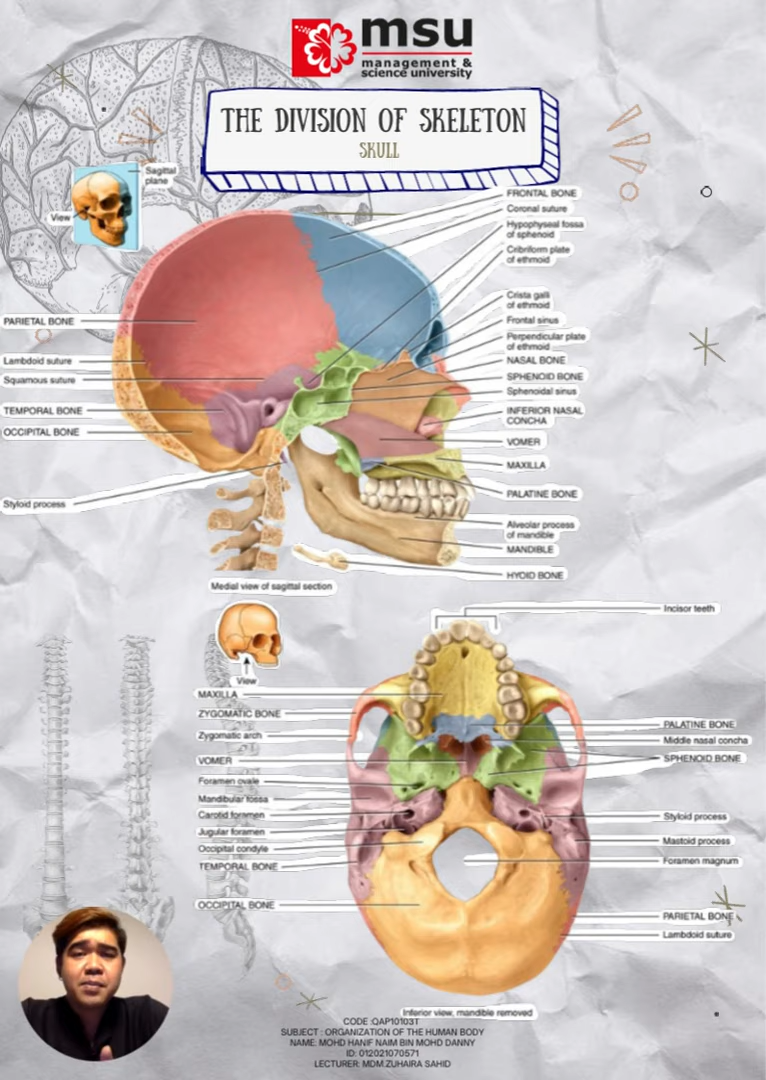 msu
management &
science university
THE DIVISION OF SKELETON
SKULL
Sagittal
plane
View
FRONTAL BONE
Coronal suture
Hypophyseal fossa
of sphenoid
Cribriform plate
of ethmoid
Crista galli
of ethmoid
Frontal sinus
Perpendicular plate
of ethmoid
NASAL BONE
SPHENOID BONE
Sphenoidal sinus
INFERIOR NASAL
CONCHA
VOMER
MAXILLA
PALATINE BONE
Alveolar process
of mandible
MANDIBLE
HYOID BONE
PARIETAL BONE
Lambdoid suture
Squamous suture
TEMPORAL BONE
OCCIPITAL BONE
Styloid process
Medial view of sagittal section
View
Incisor teeth
MAXILLA
ZYGOMATIC BONE
Zygomatic arch
VOMER
Foramen ovale
Mandibular fossa
Carotid foramen
Jugular foramen
Occipital condyle
TEMPORAL BONE
OCCIPITAL BONE
PALATINE BONE
Middle nasal concha
SPHENOID BONE
Styloid process
Mastoid process
Foramen magnum
PARIETAL BONE
Lambdoid suture
Inferior view, mandible removed
CODE :QAP10103T
SUBJECT : ORGANIZATION OF THE HUMAN BODY
NAME: MOHD HANIF NAIM BIN MOHD DANNY
ID: 012021070571
LECTURER: MDM.ZUHAIRA SAHID